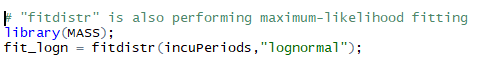 # "fitdistr" is also performing maximum-likelihood fitting
library(MASS);
fit_logn = fitdistr(incuPeriods,"lognormal");